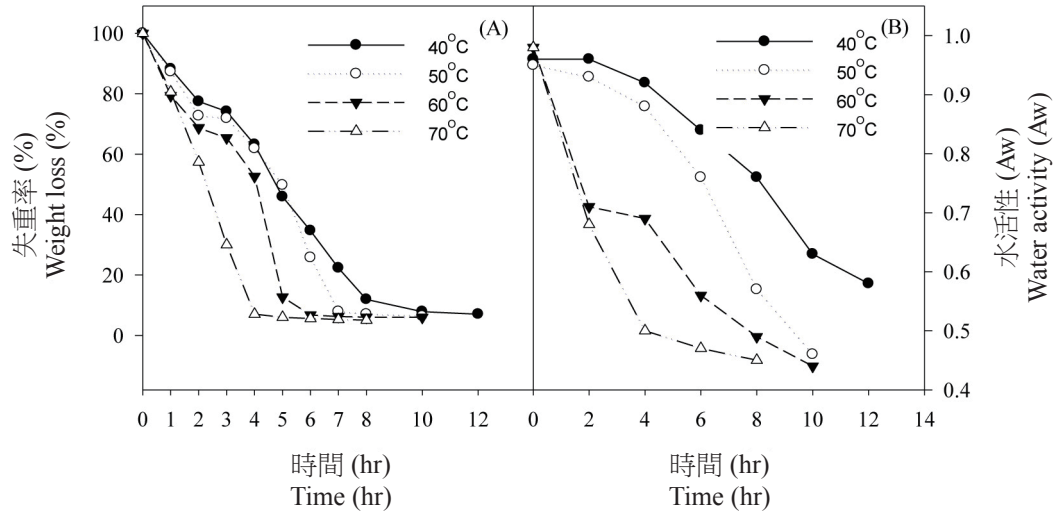 (A)
40°C
50°C
60°C
70°C
100
80
60
40
20
0
失重率 (%)
Weight loss (%)
0 1 2 3 4 5 6 7 8 10 12
時間 (hr)
Time (hr)
(B)
40°C
50°C
60°C
70°C
1.0
0.9
0.8
0.7
0.6
0.5
0.4
水活性 (Aw)
Water activity (Aw)
0 2 4 6 8 10 12 14
時間 (hr)
Time (hr)